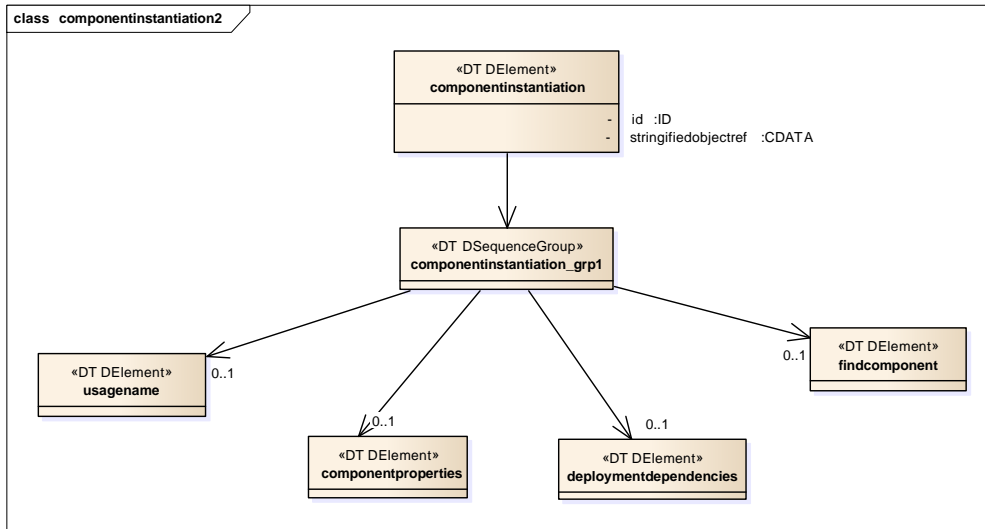 class componentinstantiation2
«DT DElement»
componentinstantiation
- id :ID
- stringifiedobjectref :CDATA
«DT DSequenceGroup»
componentinstantiation_grp1
«DT DElement»
usagename
0..1
«DT DElement»
componentproperties
0..1
«DT DElement»
deploymentdependencies
0..1
«DT DElement»
findcomponent
0..1